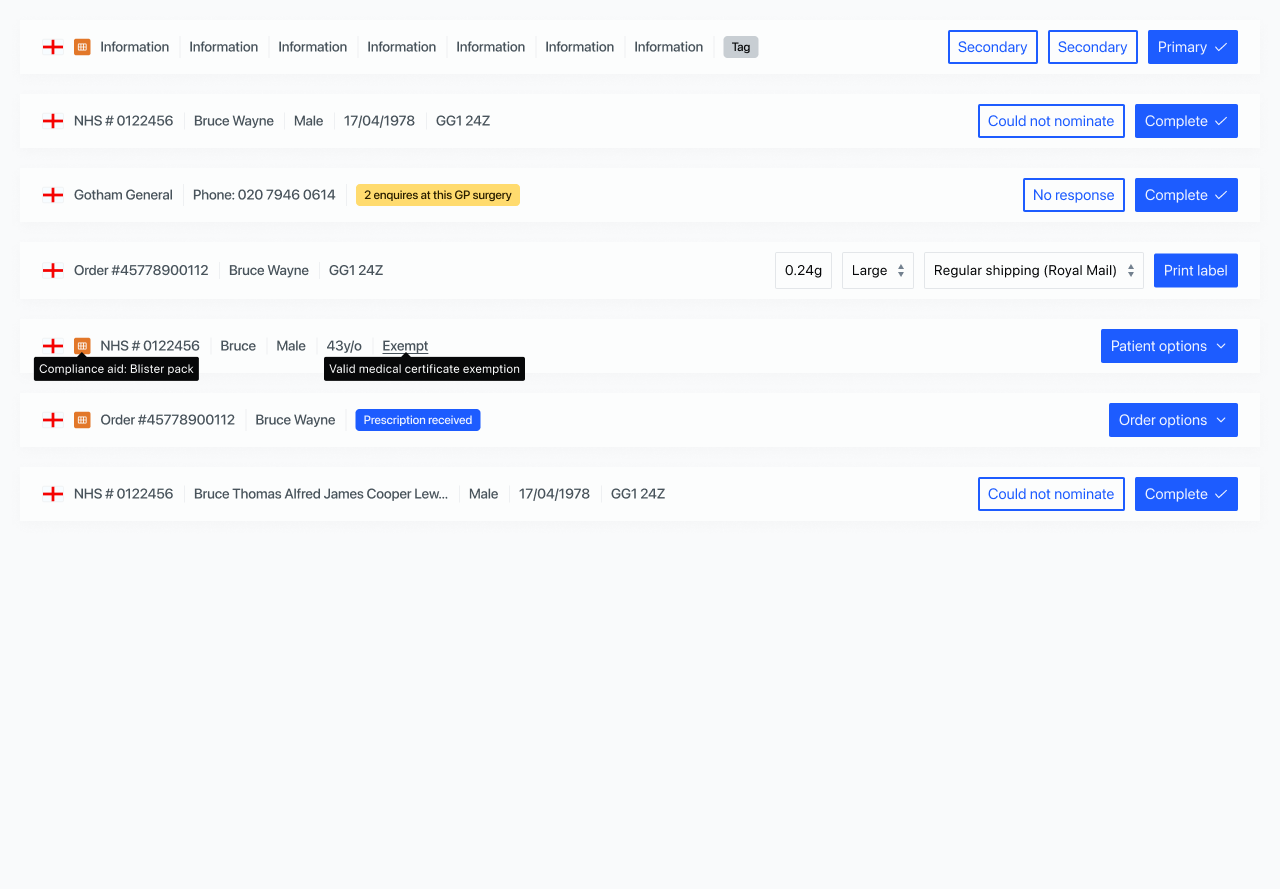 Information Information Information Information Information Information Information Tag Secondary Secondary Primary
NHS # 0122456 Bruce Wayne Male 17/04/1978 GG1 24Z Could not nominate Complete
Gotham General Phone: 020 7946 0614 2 enquires at this GP surgery No response Complete
Order #45778900112 Bruce Wayne GG1 24Z 0.24g Large Regular shipping (Royal Mail) Print label
NHS # 0122456 Bruce Male 43y/o Exempt Patient options
Compliance aid: Blister pack Valid medical certificate exemption
Order #45778900112 Bruce Wayne Prescription received Order options
NHS # 0122456 Bruce Thomas Alfred James Cooper Lew... Male 17/04/1978 GG1 24Z Could not nominate Complete